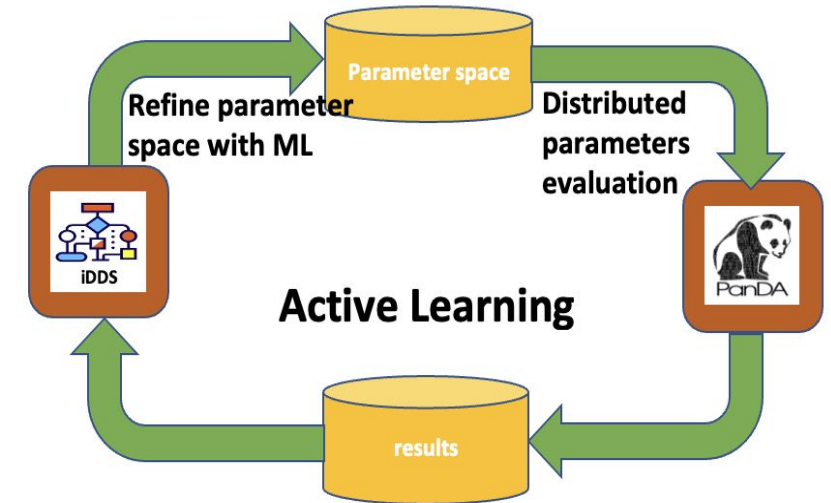 Parameter space
Refine parameter
space with ML
Distributed
parameters
evaluation
iDDS
PanDA
Active Learning
results